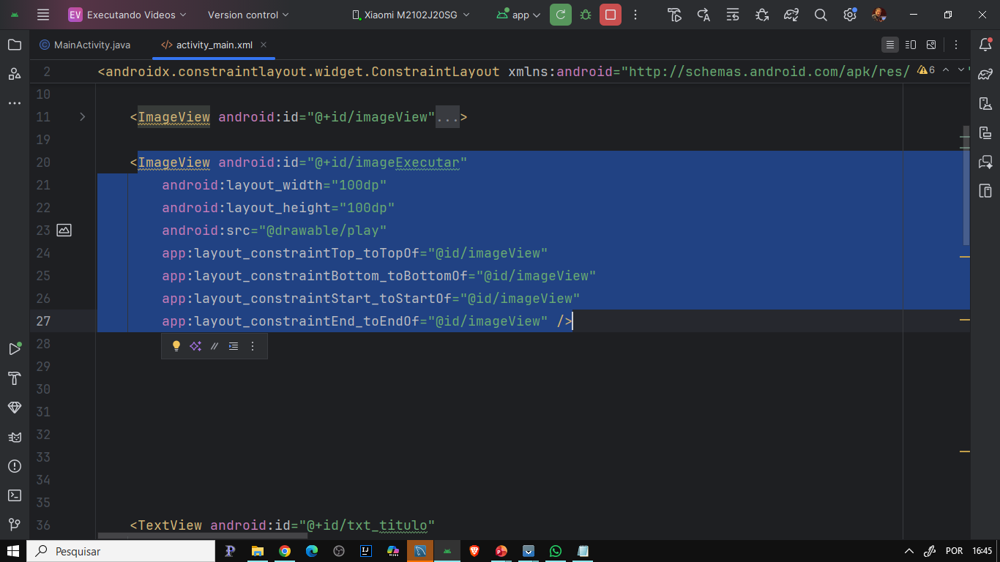 EV Executando Videos Version control Xiaomi M2102J20SG app
MainActivity.java activity_main.xml
2 <androidx.constraintlayout.widget.ConstraintLayout xmlns:android="http://schemas.android.com/apk/res/ 6
10
11 <ImageView android:id="@+id/imageView"...>
19
20 <ImageView android:id="@+id/imageExecutar"
21 android:layout_width="100dp"
22 android:layout_height="100dp"
23 android:src="@drawable/play"
24 app:layout_constraintTop_toTopOf="@id/imageView"
25 app:layout_constraintBottom_toBottomOf="@id/imageView"
26 app:layout_constraintStart_toStartOf="@id/imageView"
27 app:layout_constraintEnd_toEndOf="@id/imageView" />
28
29
30
31
32
33
34
35
36 <TextView android:id="@+id/txt_titulo"
Pesquisar POR 16:45